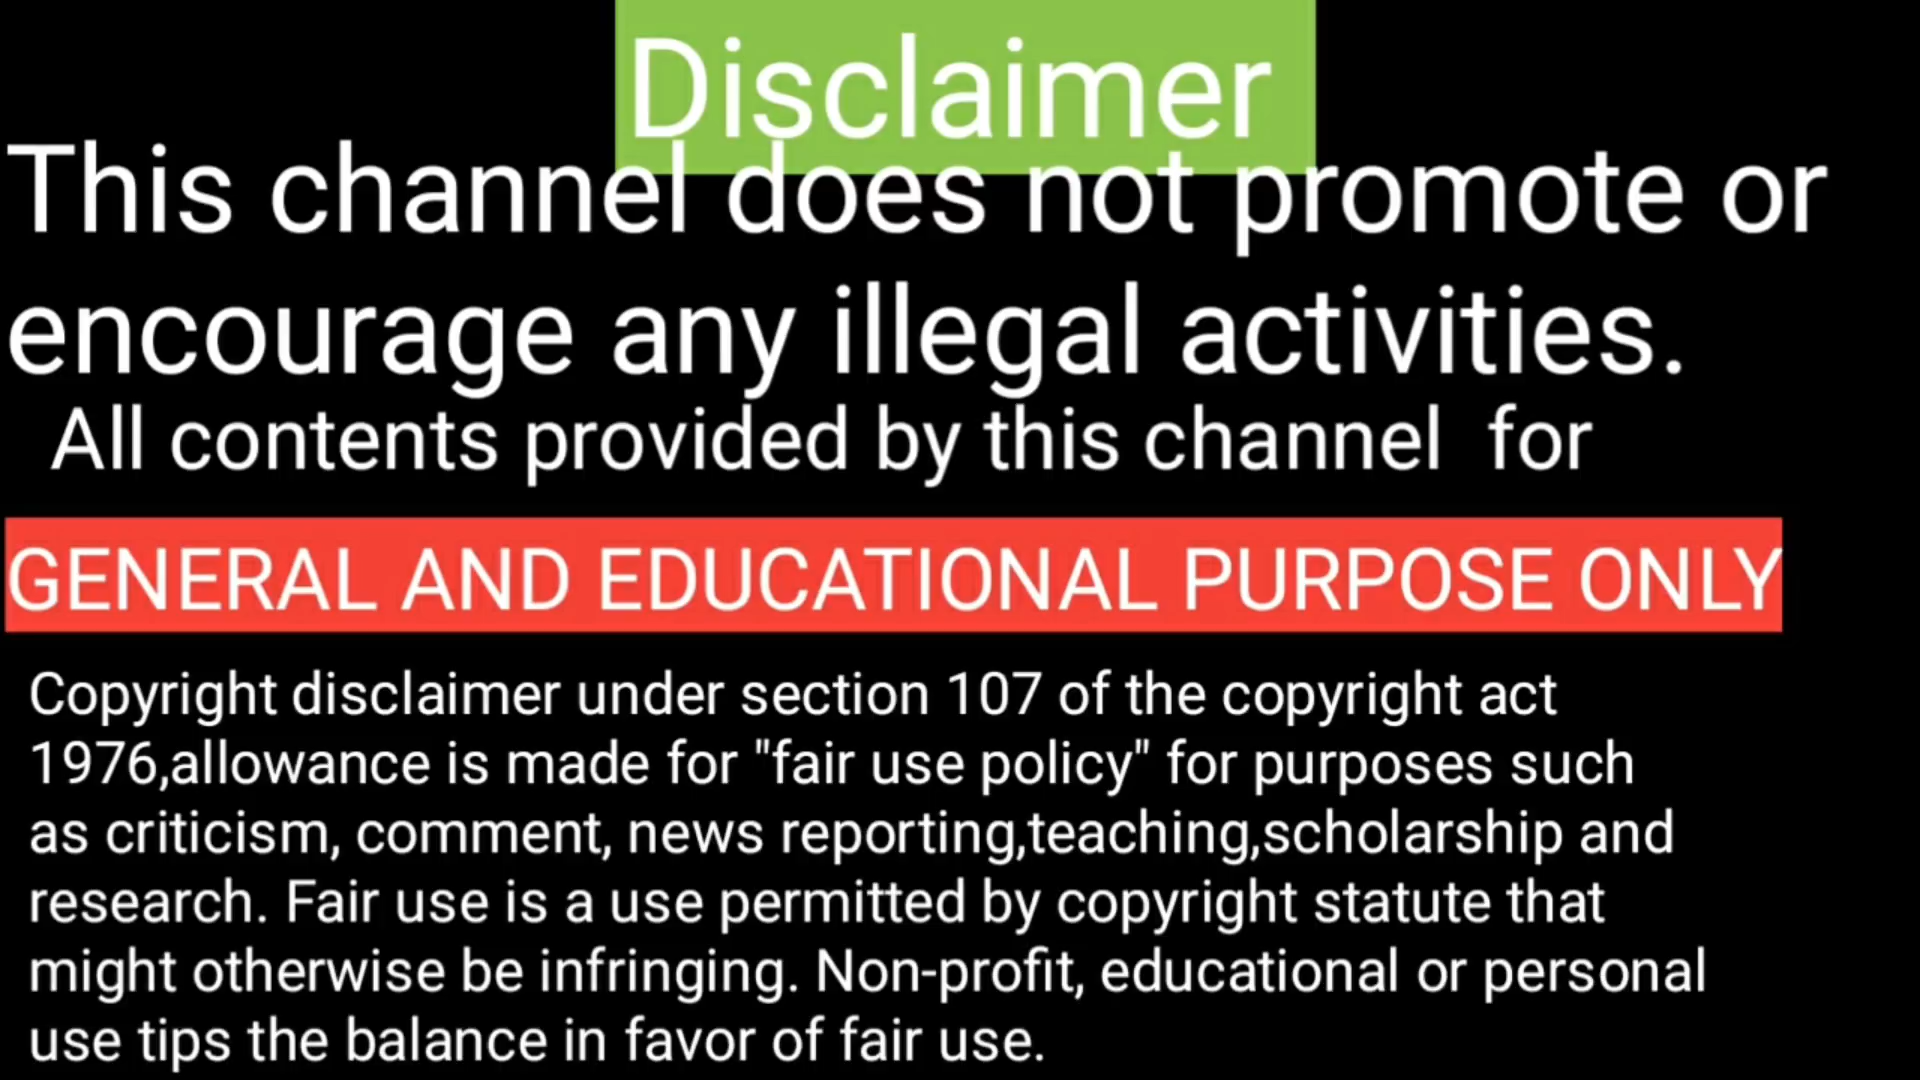 Disclaimer
This channel does not promote or
encourage any illegal activities.
All contents provided by this channel  for
GENERAL AND EDUCATIONAL PURPOSE ONLY
Copyright disclaimer under section 107 of the copyright act
1976,allowance is made for "fair use policy" for purposes such
as criticism, comment, news reporting,teaching,scholarship and
research. Fair use is a use permitted by copyright statute that
might otherwise be infringing. Non-profit, educational or personal
use tips the balance in favor of fair use.